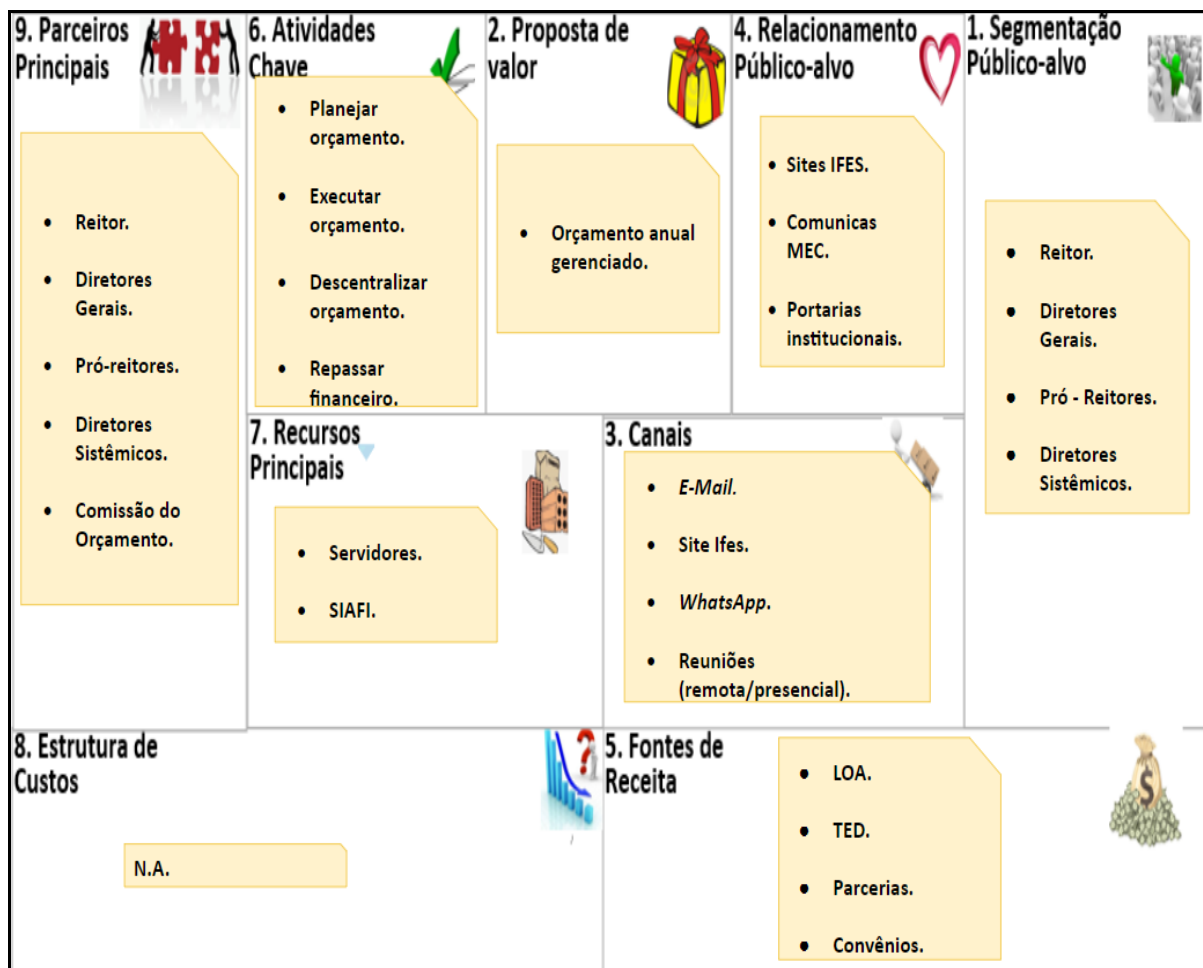 9. Parceiros
Principais
• Reitor.
• Diretores
Gerais.
• Pró-reitores.
• Diretores
Sistêmicos.
• Comissão do
Orçamento.
6. Atividades
Chave
• Planejar
orçamento.
• Executar
orçamento.
• Descentralizar
orçamento.
• Repassar
financeiro.
2. Proposta de
valor
• Orçamento anual
gerenciado.
4. Relacionamento
Público-alvo
• Sites IFES.
• Comunicas
MEC.
• Portarias
institucionais.
1. Segmentação
Público-alvo
• Reitor.
• Diretores
Gerais.
• Pró - Reitores.
• Diretores
Sistêmicos.
7. Recursos
Principais
• Servidores.
• SIAFI.
3. Canais
• E-Mail.
• Site Ifes.
• WhatsApp.
• Reuniões
(remota/presencial).
8. Estrutura de
Custos
N.A.
5. Fontes de
Receita
• LOA.
• TED.
• Parcerias.
• Convênios.